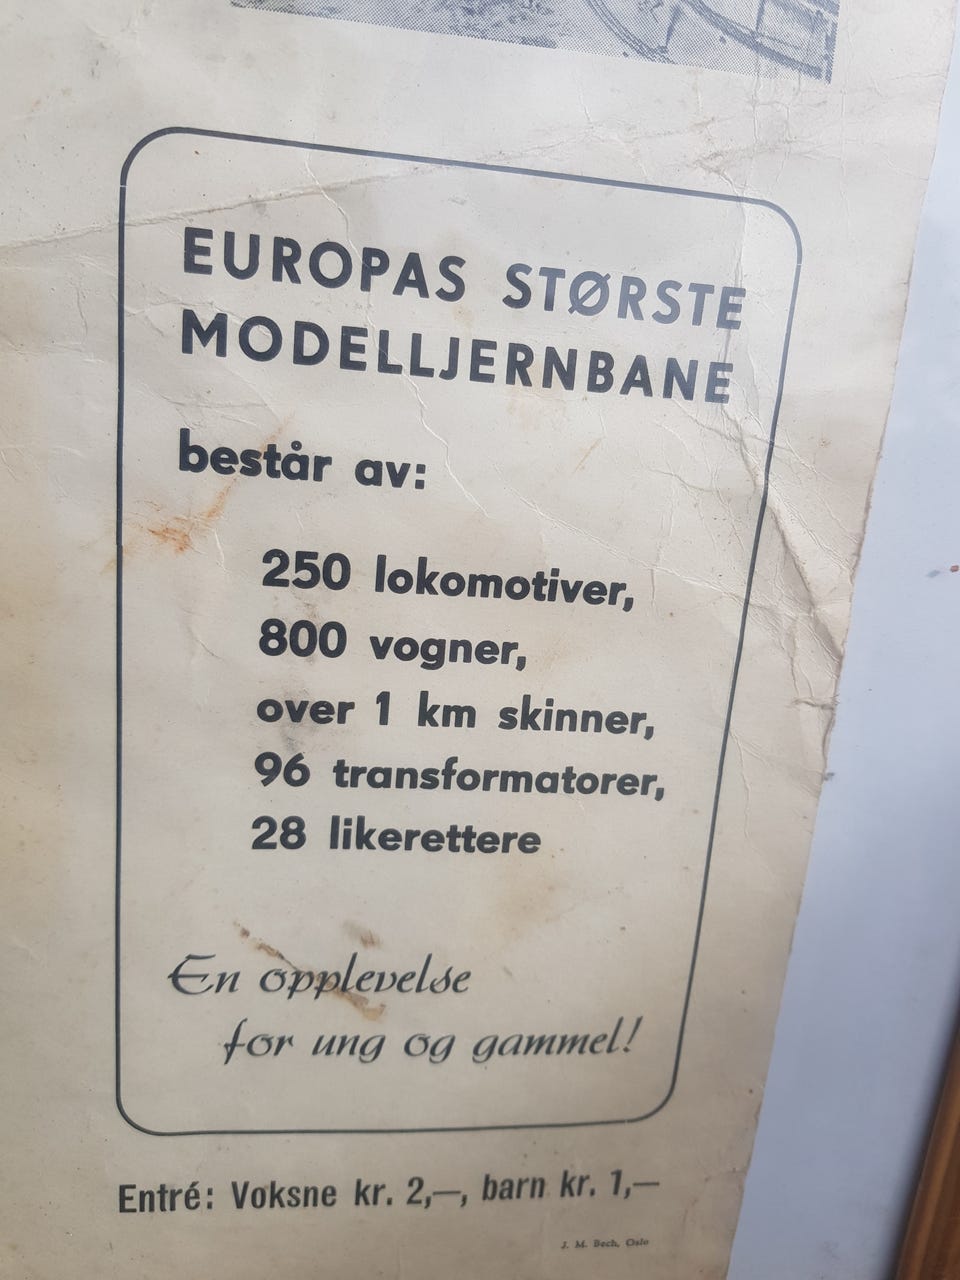 EUROPAS STØRSTE
MODELLJERNBANE
består av:
250 lokomotiver,
800 vogner,
over 1 km skinner,
96 transformatorer,
28 likerettere
En opplevelse
for ung og gammel!
Entré: Voksne kr. 2,—, barn kr. 1,—
J. M. Bech, Oslo